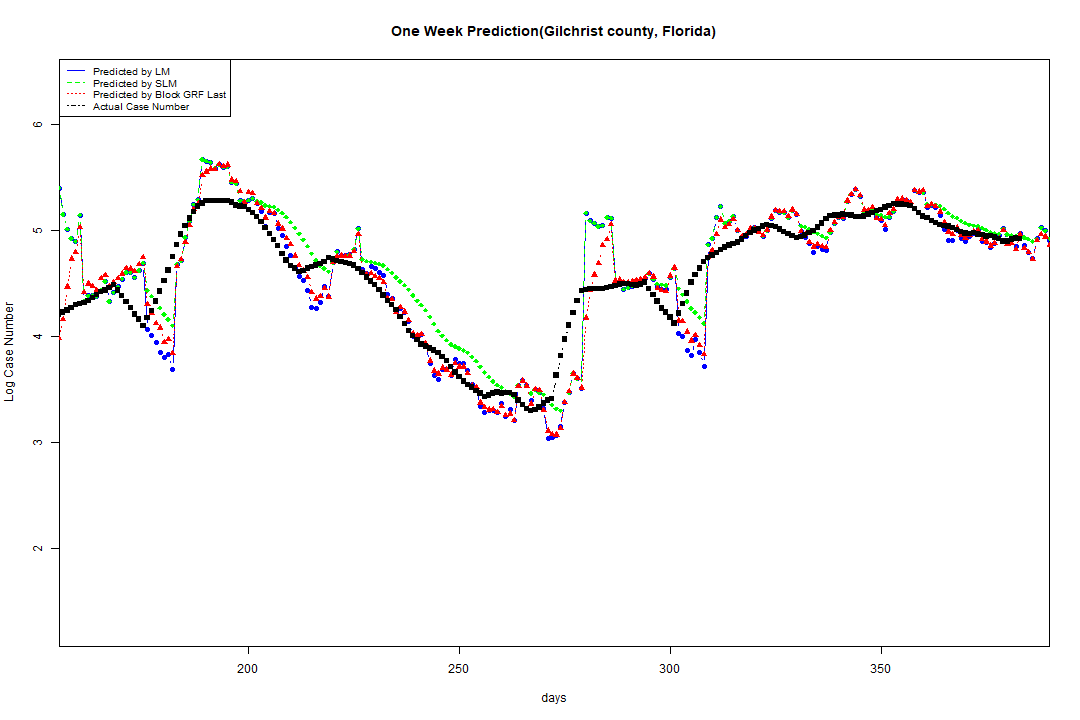 One Week Prediction(Gilchrist county, Florida)
Predicted by LM
Predicted by SLM
Predicted by Block GRF Last
Actual Case Number
6
5
4
3
2
Log Case Number
200
250
300
350
days